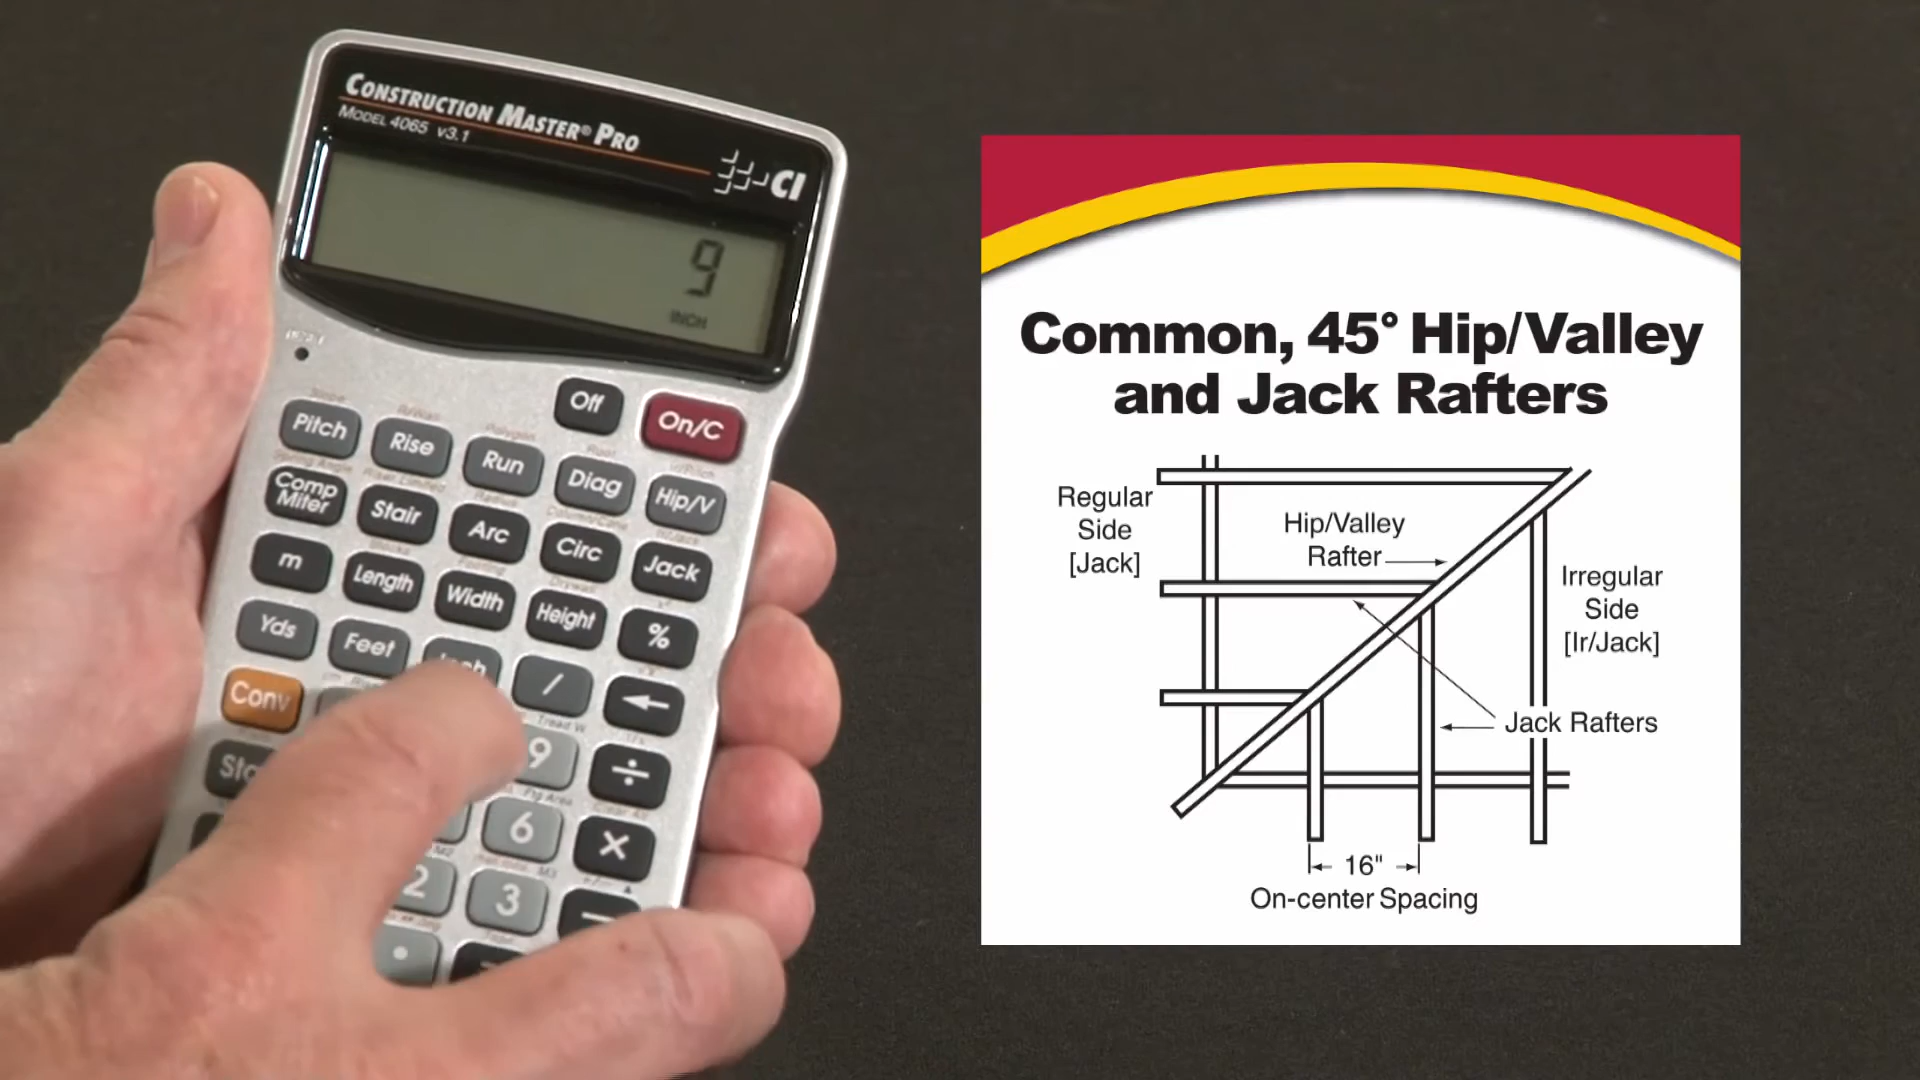 CONSTRUCTION MASTER® PRO
MODEL 4065 v3.1
CI
9
INCH
Off
On/C
Pitch
Rise
Run
Diag
Hip/V
Comp
Miter
Stair
Arc
Circ
Jack
m
Length
Width
Height
%
Yds
Feet
Inch
/
←
Conv
9
÷
6
×
2
3
Common, 45° Hip/Valley
and Jack Rafters
Regular
Side
[Jack]
Hip/Valley
Rafter
Irregular
Side
[Ir/Jack]
Jack Rafters
16"
On-center Spacing